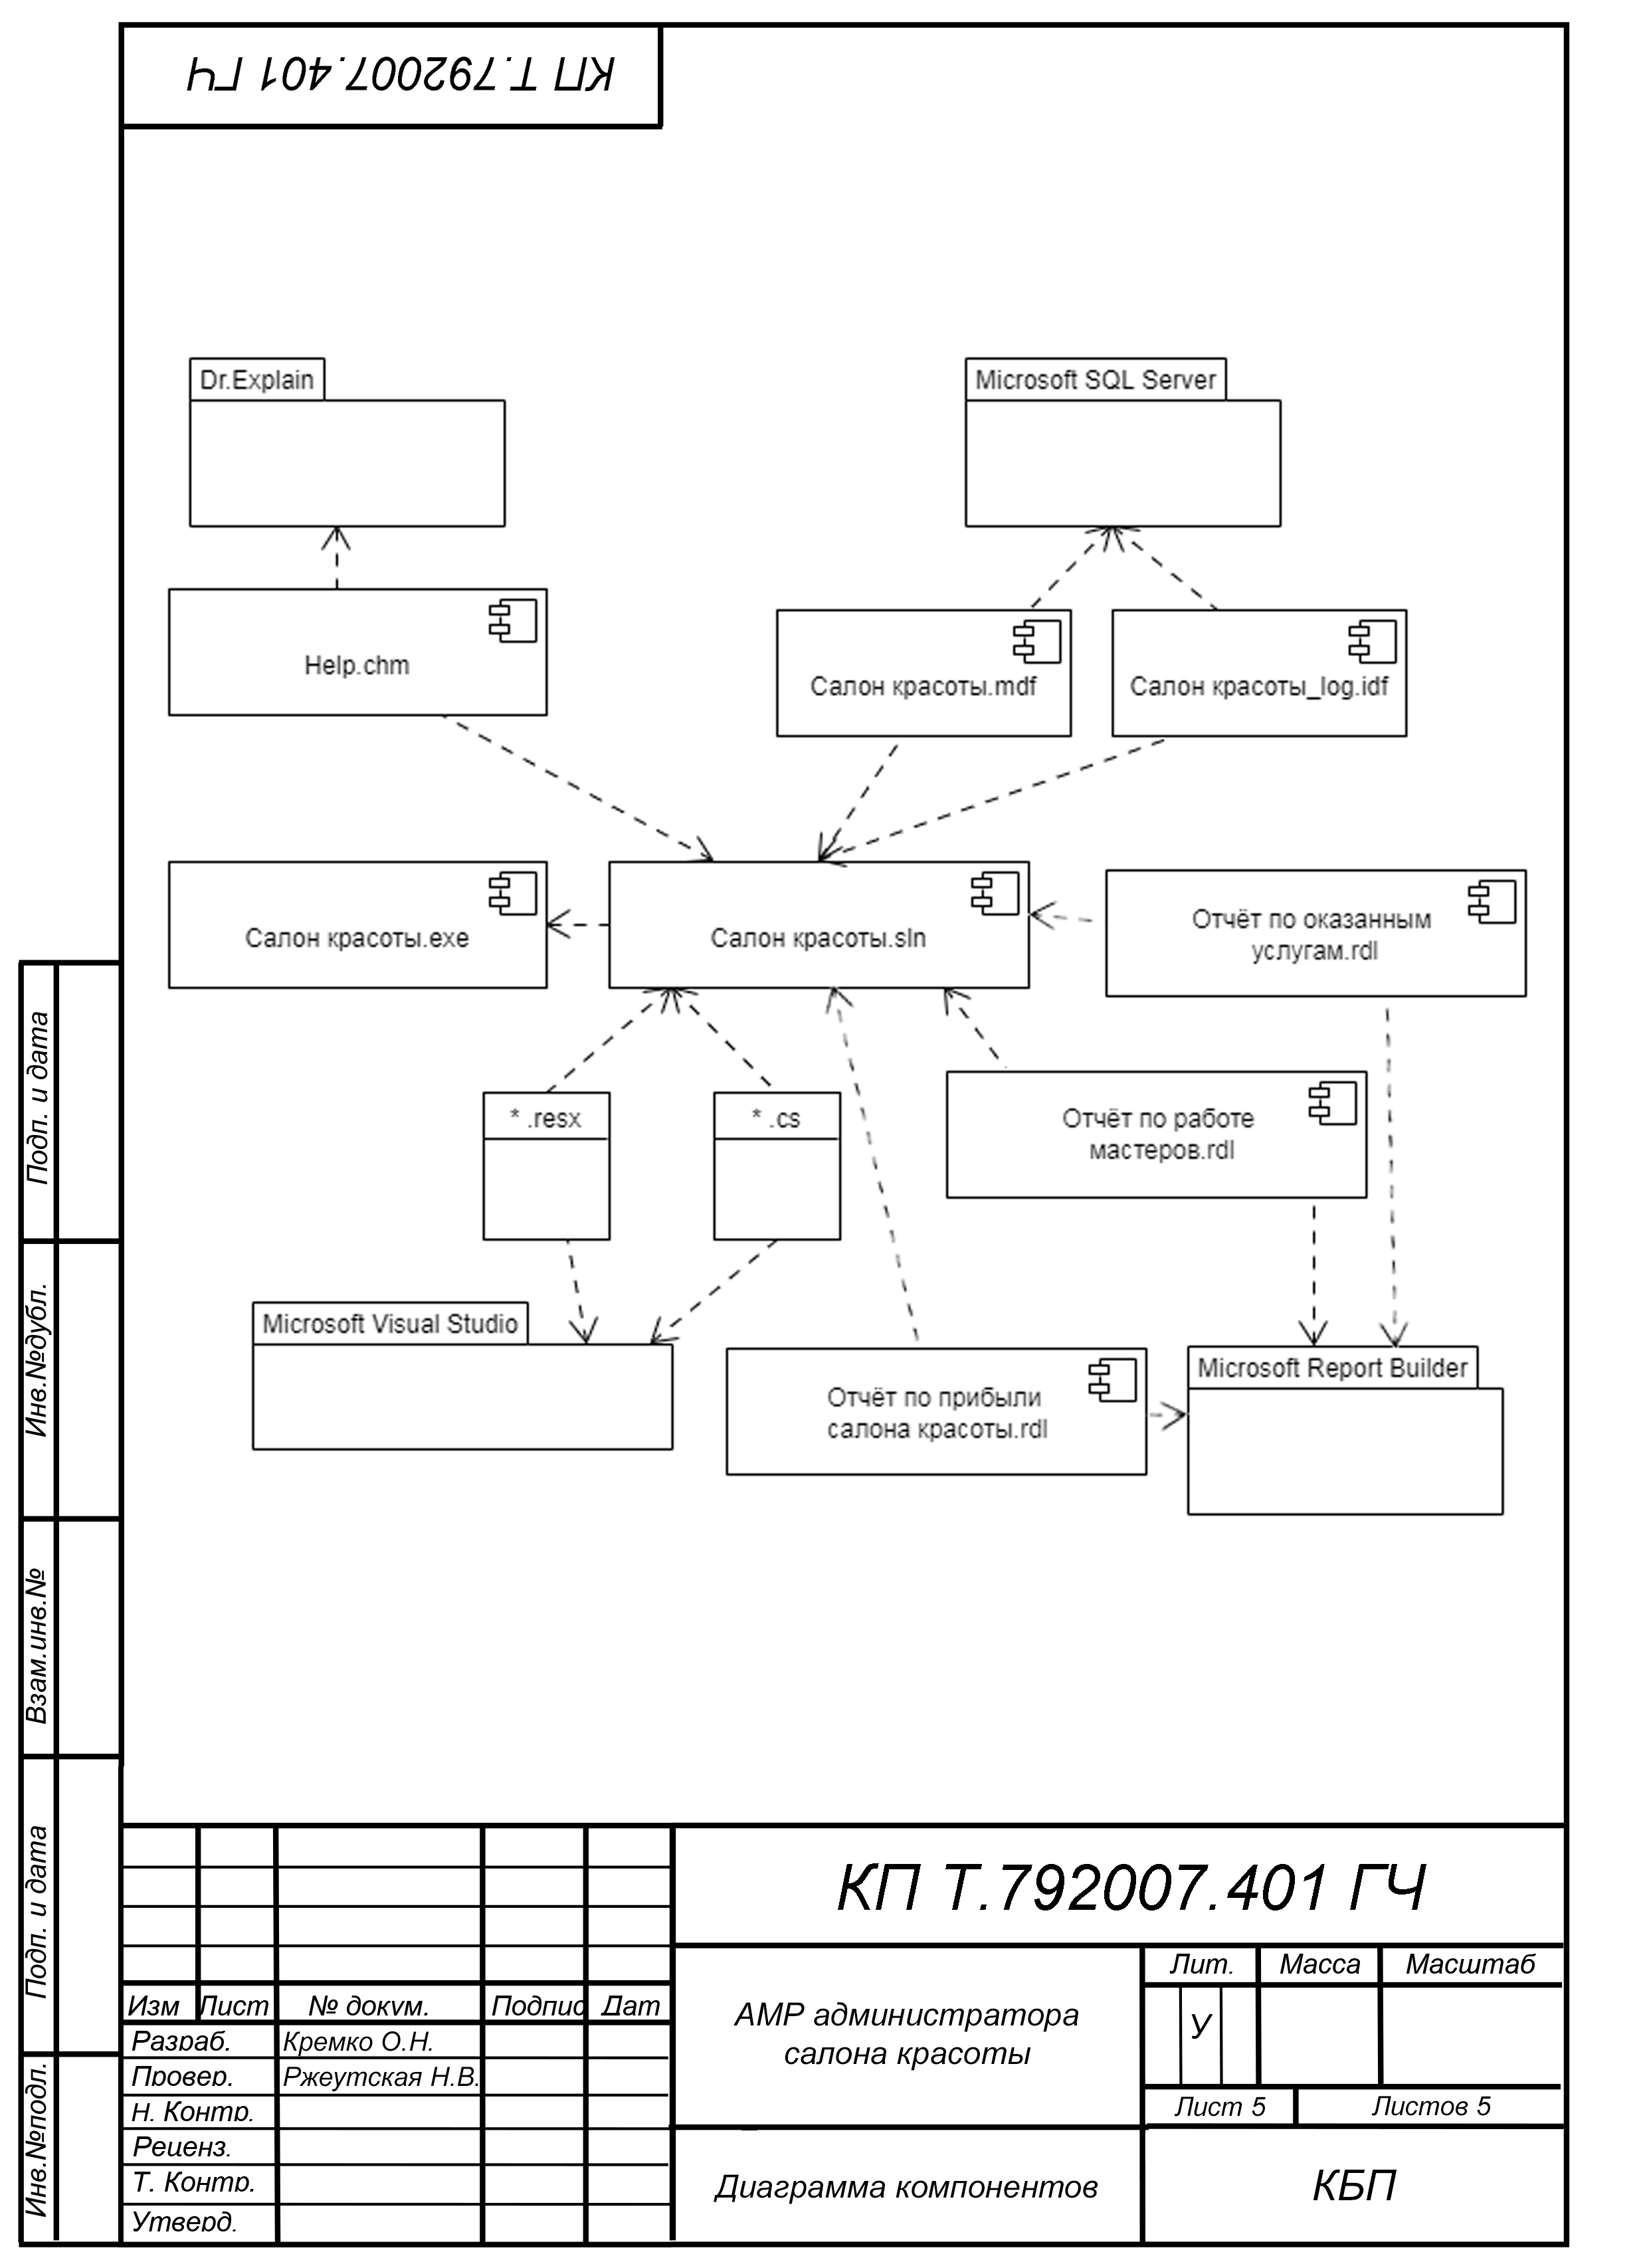 КП Т.792007.401 ГЧ
Dr.Explain
Microsoft SQL Server
Help.chm
Салон красоты.mdf
Салон красоты_log.idf
Салон красоты.exe
Салон красоты.sln
Отчёт по оказанным
услугам.rdl
* .resx
* .cs
Отчёт по работе
мастеров.rdl
Microsoft Visual Studio
Отчёт по прибыли
салона красоты.rdl
Microsoft Report Builder
Подп. и дата
Инв.№дубл.
Взам.инв.№
Подп. и дата
Инв.№подл.
КП Т.792007.401 ГЧ
Изм Лист № докум. Подпис Дат
Разраб. Кремко О.Н.
Провер. Ржеутская Н.В.
Н. Контр.
Реценз.
Т. Контр.
Утверд.
АМР администратора
салона красоты
Лит. Масса Масштаб
У
Лист 5 Листов 5
Диаграмма компонентов
КБП